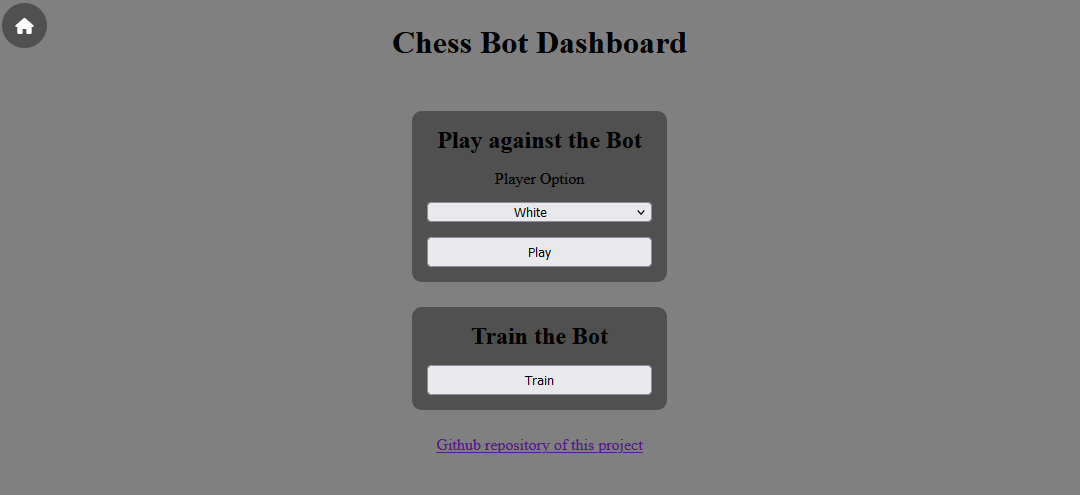 Chess Bot Dashboard
Play against the Bot
Player Option
White
Play
Train the Bot
Train
Github repository of this project